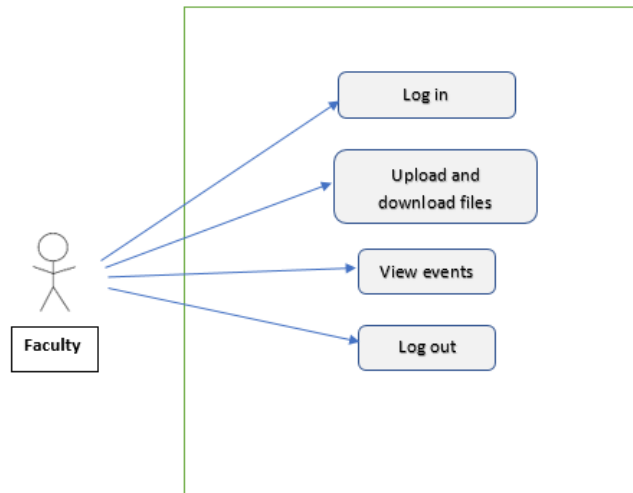 Log in
Upload and
download files
View events
Faculty
Log out